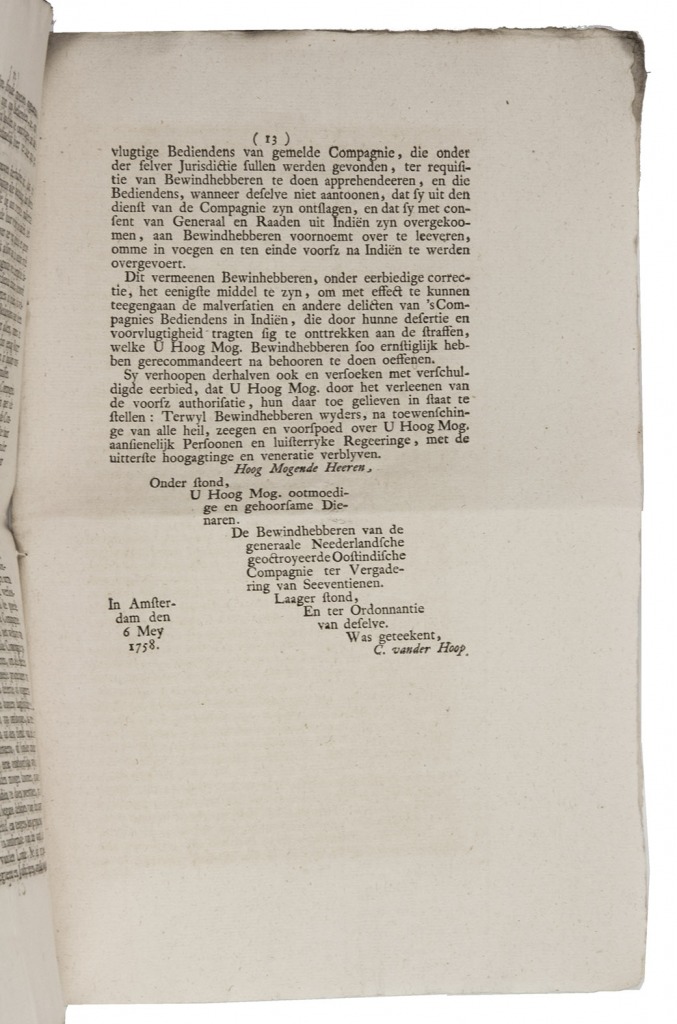 ( 13 )
vlugtige Bediendens van gemelde Compagnie, die onder
der ſelver Jurisdictie ſullen werden gevonden, ter requiſi-
tie van Bewindhebberen te doen apprehendeeren, en die
Bediendens, wanneer deſelve niet aantoonen, dat ſy uit den
dienſt van de Compagnie zyn ontſlagen, en dat ſy met con-
ſent van Generaal en Raaden uit Indiën zyn overgekoo-
men, aan Bewindhebberen voornoemt over te leeveren,
omme in voegen en ten einde voorſz na Indiën te werden
overgevoert.
Dit vermeenen Bewinhebberen, onder eerbiedige correc-
tie, het eenigſte middel te zyn, om met effect te kunnen
teegengaan de malverſatien en andere delicten van 'sCom-
pagnies Bediendens in Indiën, die door hunne deſertie en
voorvlugtigheid tragten ſig te onttrekken aan de ſtraffen,
welke U Hoog Mog. Bewindhebberen ſoo ernſtiglijk heb-
ben gerecommandeert na behooren te doen oeffenen.
Sy verhoopen derhalven ook en verſoeken met verſchul-
digde eerbied, dat U Hoog Mog. door het verleenen van
de voorſz authoriſatie, hun daar toe gelieven in ſtaat te
ſtellen: Terwyl Bewindhebberen wyders, na toewenſchin-
ge van alle heil, zeegen en voorſpoed over U Hoog Mog.
aanſienelijk Perſoonen en luiſterryke Regeeringe, met de
uitterſte hoogagtinge en veneratie verblyven.
Hoog Mogende Heeren,
Onder ſtond,
U Hoog Mog. ootmoedi-
ge en gehoorſame Die-
naren.
De Bewindhebberen van de
generaale Neederlandſche
geoctroyeerde Ooſtindiſche
Compagnie ter Vergade-
ring van Seeventienen.
Laager ſtond,
En ter Ordonnantie
van deſelve.
Was geteekent,
C. vander Hoop.
In Amſter-
dam den
6 Mey
1758.